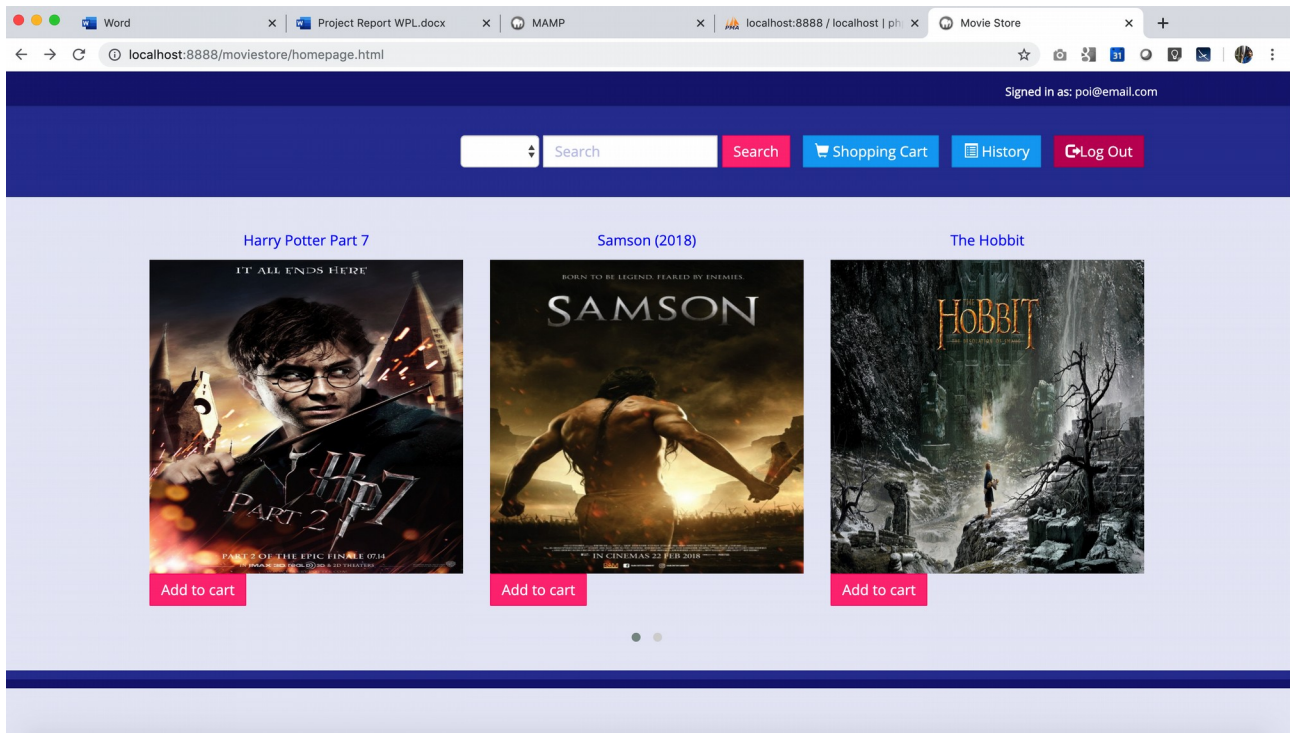 Word
Project Report WPL.docx
MAMP
localhost:8888 / localhost | ph
Movie Store
localhost:8888/moviestore/homepage.html
31
Signed in as: poi@email.com
Search
Search
Shopping Cart
History
Log Out
Harry Potter Part 7
Samson (2018)
The Hobbit
IT ALL ENDS HERE
HP7
PART 2
PART 2 OF THE EPIC FINALE 07.14
BORN TO BE LEGEND. FEARED BY ENEMIES.
SAMSON
IN CINEMAS 22 FEB 2018
THE
HOBBIT
Add to cart
Add to cart
Add to cart